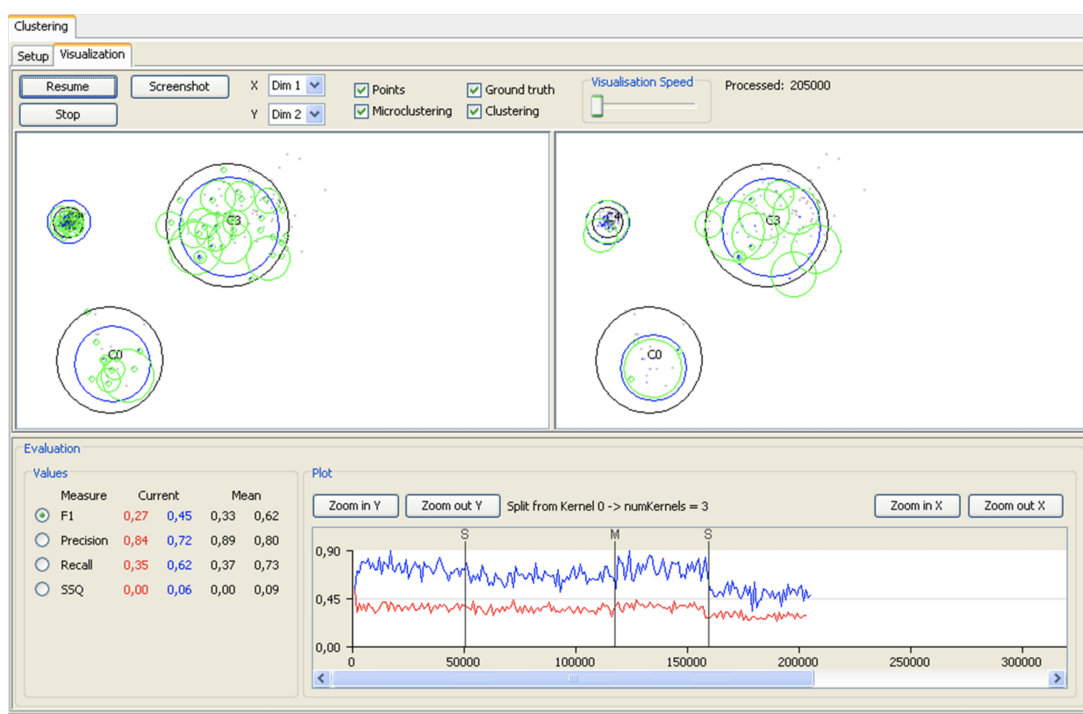 Clustering
Setup Visualization
Resume Screenshot X Dim 1 Points Ground truth Visualisation Speed Processed: 205000
Stop Y Dim 2 Microclustering Clustering
C3
C0
C4
C3
C0
Evaluation
Values
Measure Current Mean
F1 0,27 0,45 0,33 0,62
Precision 0,84 0,72 0,89 0,80
Recall 0,35 0,62 0,37 0,73
SSQ 0,00 0,06 0,00 0,09
Plot
Zoom in Y Zoom out Y Split from Kernel 0 -> numKernels = 3 Zoom in X Zoom out X
S M S
0,90
0,45
0,00
0 50000 100000 150000 200000 250000 300000